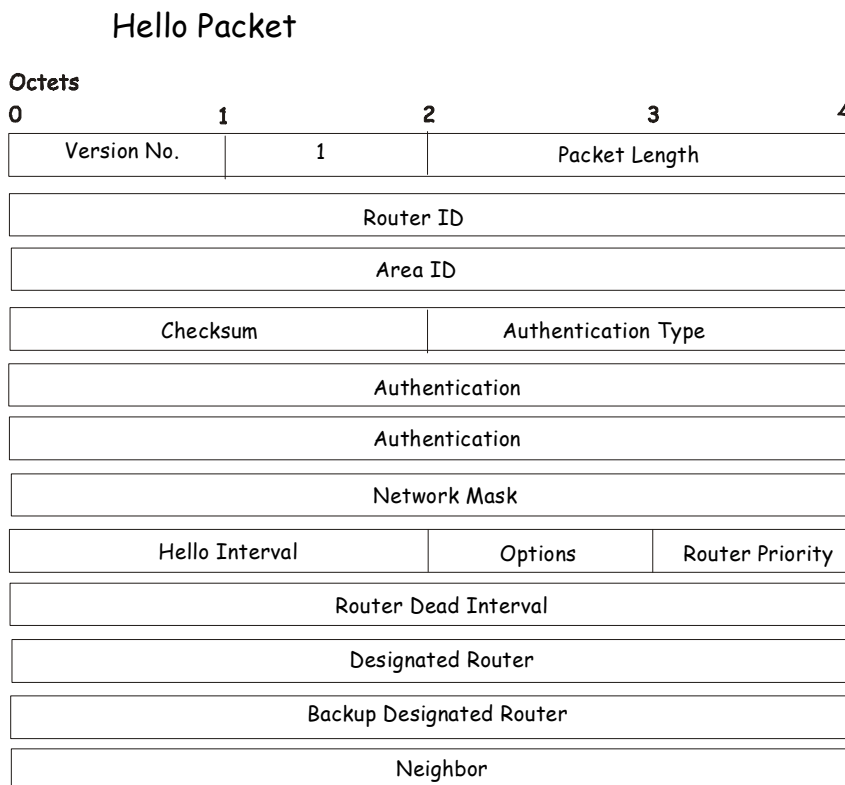 Hello Packet
Octets
0 1 2 3 4
Version No. 1 Packet Length
Router ID
Area ID
Checksum Authentication Type
Authentication
Authentication
Network Mask
Hello Interval Options Router Priority
Router Dead Interval
Designated Router
Backup Designated Router
Neighbor